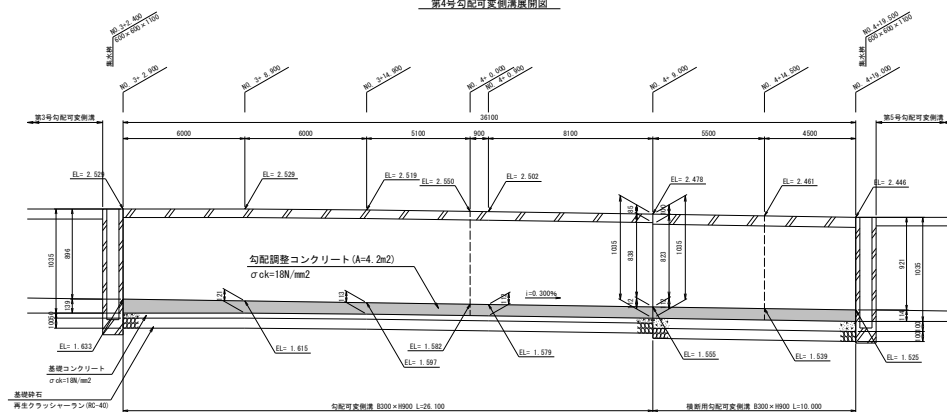 第4号勾配可変側溝展開図
NO.3+2.400
600×600×1100
集水桝
NO.4+19.500
600×600×1100
集水桝
NO. 3+ 2.900
NO. 3+ 8.900
NO. 3+14.900
NO. 4+ 0.000
NO. 4+ 0.900
NO. 4+ 9.000
NO. 4+14.500
NO. 4+19.000
第3号勾配可変側溝
36100
第5号勾配可変側溝
6000
6000
5100
900
8100
5500
4500
EL= 2.529
EL= 2.529
EL= 2.519
EL= 2.550
EL= 2.502
EL= 2.478
EL= 2.461
EL= 2.446
1035
896
139
1035
85
838
823
1035
921
1035
114
勾配調整コンクリート(A=4.2m2)
σck=18N/mm2
121
113
i=0.300%
EL= 1.633
EL= 1.615
EL= 1.597
EL= 1.582
EL= 1.579
EL= 1.555
EL= 1.539
EL= 1.525
基礎コンクリート
σck=18N/mm2
基礎砕石
再生クラッシャーラン(RC-40)
勾配可変側溝 B300×H900 L=26.100
横断用勾配可変側溝 B300×H900 L=10.000